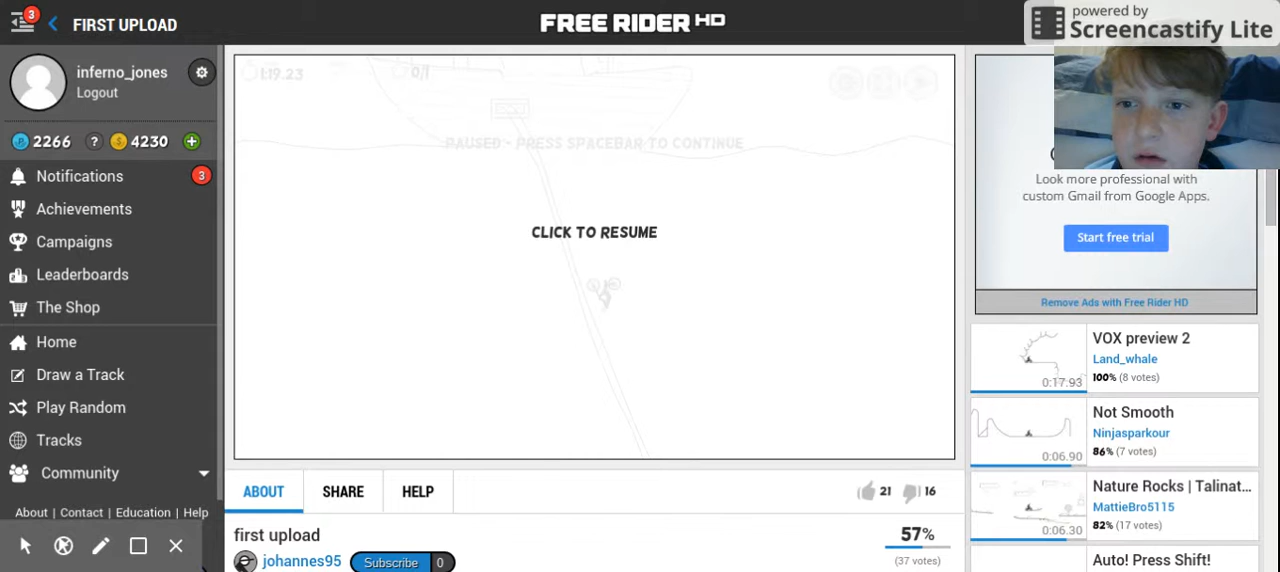 3
FIRST UPLOAD
FREE RIDER HD
powered by
Screencastify Lite
inferno_jones
Logout
2266 ? 4230
Notifications 3
Achievements
Campaigns
Leaderboards
The Shop
Home
Draw a Track
Play Random
Tracks
Community
About | Contact | Education | Help
1:19.23
0/1
PAUSED - PRESS SPACEBAR TO CONTINUE
CLICK TO RESUME
ABOUT
SHARE
HELP
21
16
first upload
57%
johannes95
Subscribe 0
(37 votes)
Look more professional with
custom Gmail from Google Apps.
Start free trial
Remove Ads with Free Rider HD
VOX preview 2
Land_whale
100% (8 votes)
0:17.93
Not Smooth
Ninjasparkour
86% (7 votes)
0:06.90
Nature Rocks | Talinat...
MattieBro5115
82% (17 votes)
0:06.30
Auto! Press Shift!